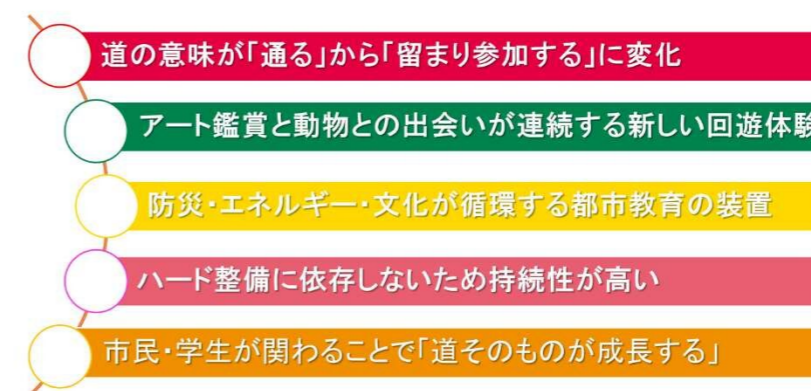 道の意味が「通る」から「留まり参加する」に変化
アート鑑賞と動物との出会いが連続する新しい回遊体験
防災・エネルギー・文化が循環する都市教育の装置
ハード整備に依存しないため持続性が高い
市民・学生が関わることで「道そのものが成長する」